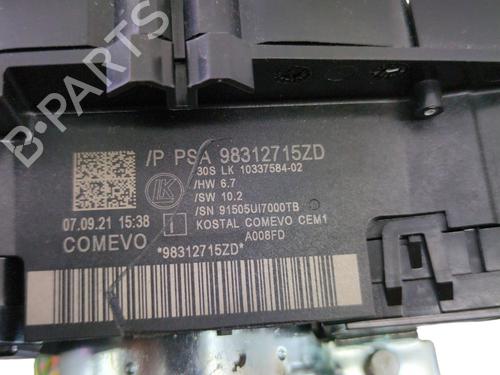 B-PARTS
/P PSA 98312715ZD
30S LK 10337584-02
/HW 6.7
/SW 10.2
/SN 91505UI7000TB
KOSTAL COMEVO CEM1
A008FD
07.09.21 15:38
COMEVO
LK
i
*98312715ZD*